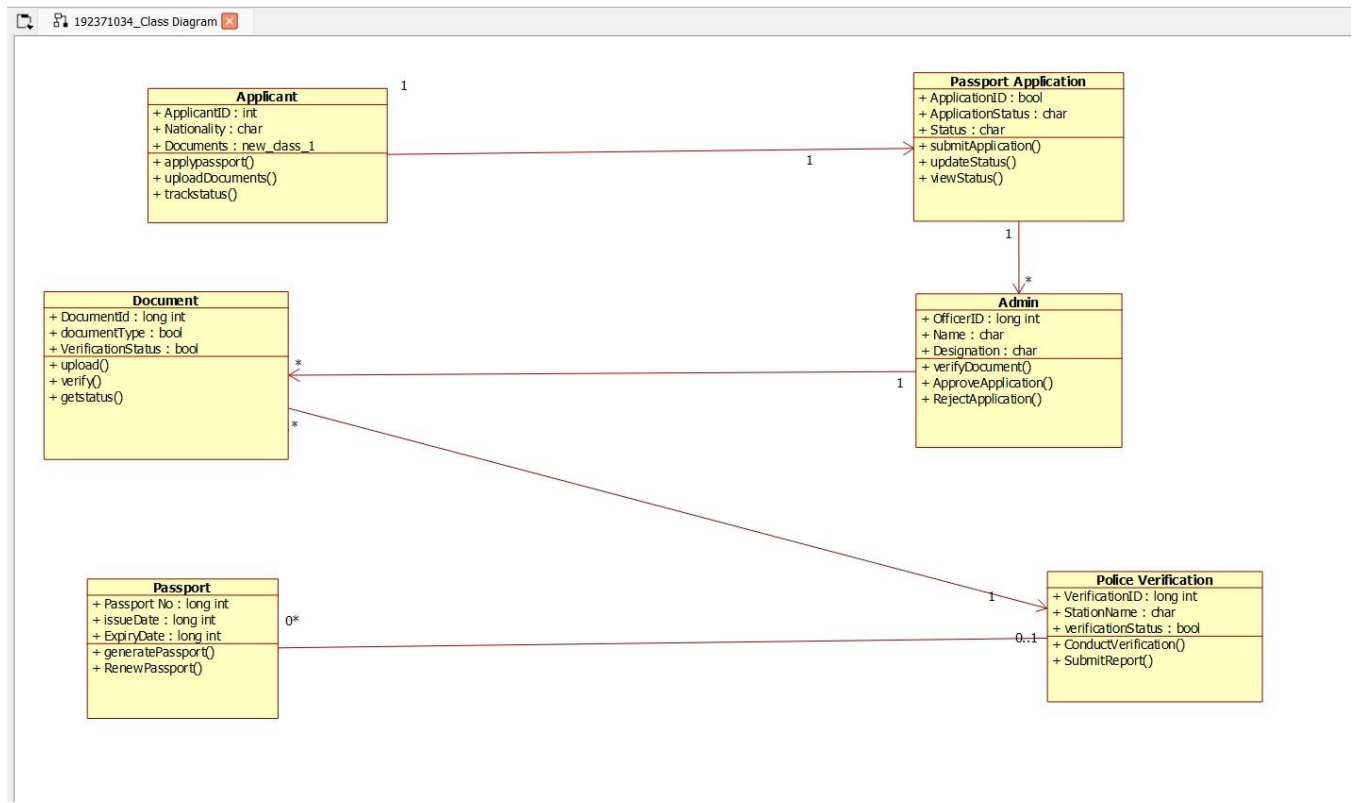 192371034_Class Diagram
1
Applicant
+ ApplicantID : int
+ Nationality : char
+ Documents : new_class_1
+ applypassport()
+ uploadDocuments()
+ trackstatus()
1
Passport Application
+ ApplicationID : bool
+ ApplicationStatus : char
+ Status : char
+ submitApplication()
+ updateStatus()
+ viewStatus()
1
*
Document
+ DocumentId : long int
+ documentType : bool
+ VerificationStatus : bool
+ upload()
+ verify()
+ getstatus()
*
.*
Admin
+ OfficerID : long int
+ Name : char
+ Designation : char
+ verifyDocument()
+ ApproveApplication()
+ RejectApplication()
1
Passport
+ Passport No : long int
+ issueDate : long int
+ ExpiryDate : long int
+ generatePassport()
+ RenewPassport()
0*
1
0..1
Police Verification
+ VerificationID : long int
+ StationName : char
+ verificationStatus : bool
+ ConductVerification()
+ SubmitReport()